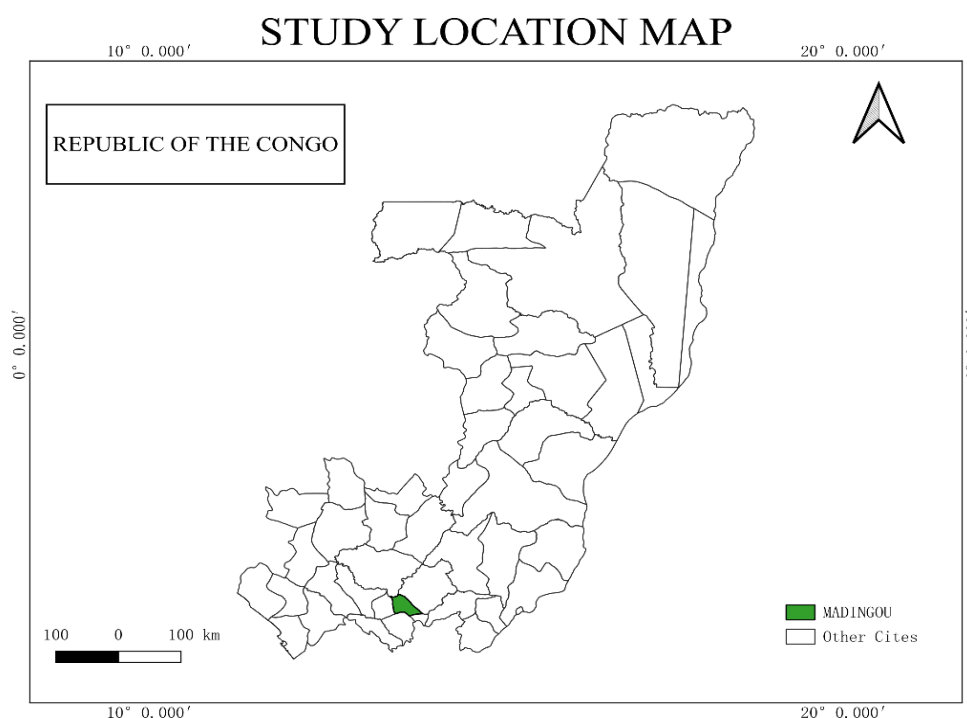 STUDY LOCATION MAP
10° 0.000′ 20° 0.000′
REPUBLIC OF THE CONGO
0° 0.000′
MADINGOU
Other Cites
100 0 100 km
10° 0.000′ 20° 0.000′